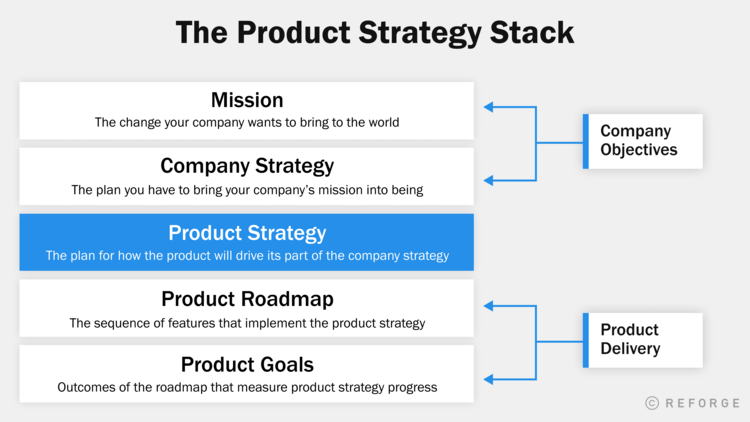 The Product Strategy Stack
Mission
The change your company wants to bring to the world
Company Strategy
The plan you have to bring your company's mission into being
Product Strategy
The plan for how the product will drive its part of the company strategy
Product Roadmap
The sequence of features that implement the product strategy
Product Goals
Outcomes of the roadmap that measure product strategy progress
Company
Objectives
Product
Delivery
© REFORGE